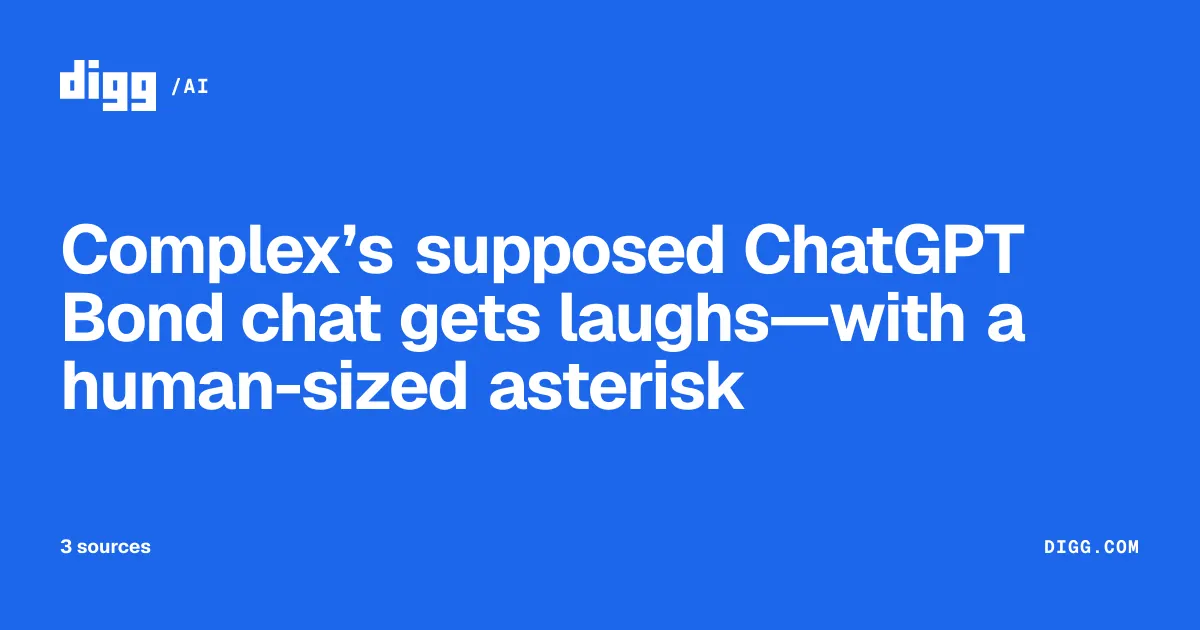 digg /AI
Complex’s supposed ChatGPT
Bond chat gets laughs—with a
human-sized asterisk
3 sources
DIGG.COM